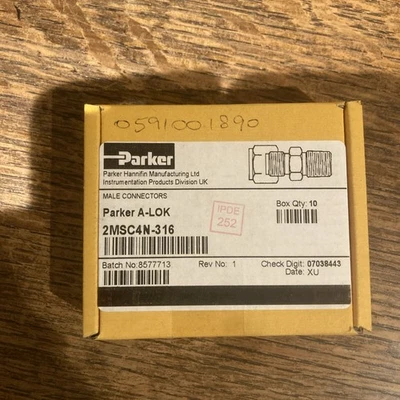 0591001890
Parker
Parker Hannifin Manufacturing Ltd
Instrumentation Products Division UK
MALE CONNECTORS
Parker A-LOK
Box Qty: 10
2MSC4N-316
IPDE
252
Batch No:8577713 Rev No: 1 Check Digit: 07038443
Date: XU